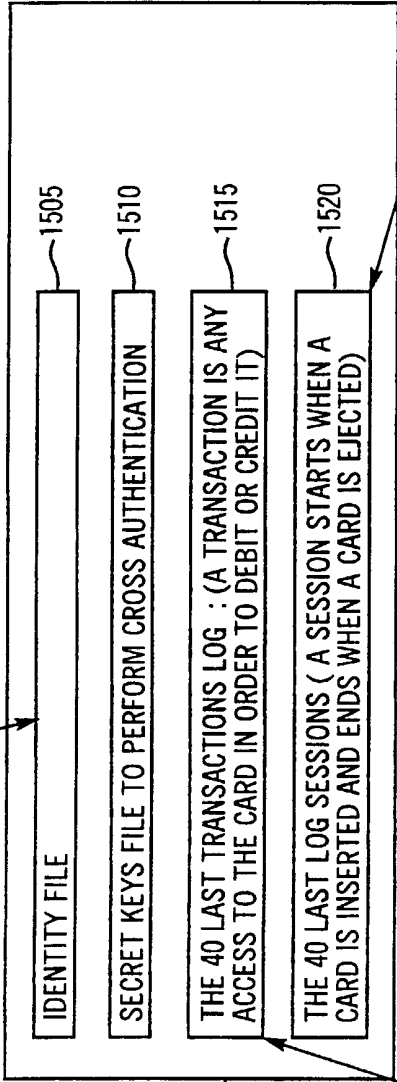 IDENTITY FILE 1505
SECRET KEYS FILE TO PERFORM CROSS AUTHENTICATION 1510
THE 40 LAST TRANSACTIONS LOG : (A TRANSACTION IS ANY
ACCESS TO THE CARD IN ORDER TO DEBIT OR CREDIT IT) 1515
THE 40 LAST LOG SESSIONS ( A SESSION STARTS WHEN A
CARD IS INSERTED AND ENDS WHEN A CARD IS EJECTED) 1520